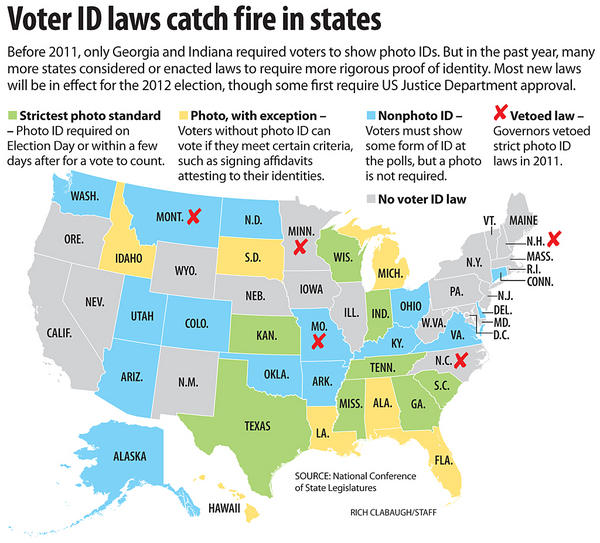 Voter ID laws catch fire in states
Before 2011, only Georgia and Indiana required voters to show photo IDs. But in the past year, many
more states considered or enacted laws to require more rigorous proof of identity. Most new laws
will be in effect for the 2012 election, though some first require US Justice Department approval.
Strictest photo standard
– Photo ID required on
Election Day or within a few
days after for a vote to count.
Photo, with exception –
Voters without photo ID can
vote if they meet certain criteria,
such as signing affidavits
attesting to their identities.
Nonphoto ID –
Voters must show
some form of ID at
the polls, but a photo
is not required.
Vetoed law –
Governors vetoed
strict photo ID
laws in 2011.
No voter ID law
WASH.
MONT.
N.D.
MINN.
VT.
MAINE
ORE.
IDAHO
S.D.
WIS.
MICH.
N.Y.
N.H.
MASS.
R.I.
CONN.
WYO.
IOWA
NEB.
PA.
N.J.
NEV.
UTAH
COLO.
ILL.
IND.
OHIO
W.VA.
VA.
DEL.
MD.
D.C.
CALIF.
KAN.
MO.
KY.
N.C.
ARIZ.
N.M.
OKLA.
ARK.
TENN.
S.C.
TEXAS
MISS.
ALA.
GA.
LA.
FLA.
ALASKA
HAWAII
SOURCE: National Conference
of State Legislatures
RICH CLABAUGH/STAFF